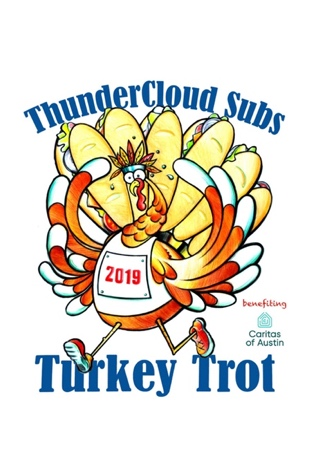 ThunderCloud Subs
2019
benefiting
Caritas
of Austin
Turkey Trot